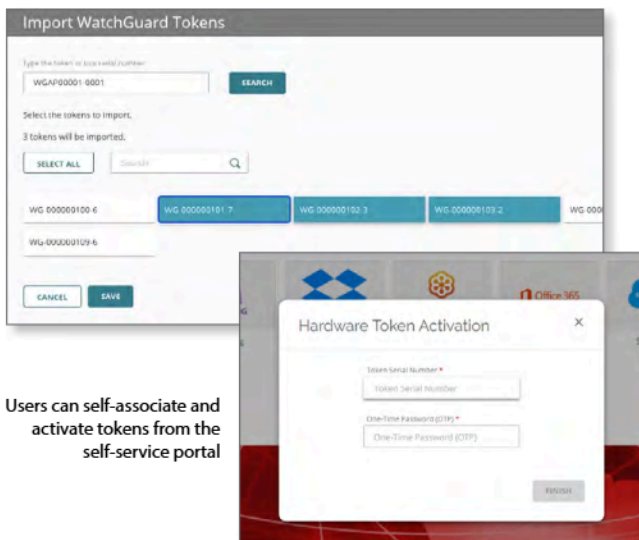 Import WatchGuard Tokens
Type the token or box serial number
WGAP00001-0001
SEARCH
Select the tokens to import.
3 tokens will be imported.
SELECT ALL
Search
WG-000000100-6
WG-000000101-7
WG-000000102-3
WG-000000103-2
WG-000
WG-000000109-6
CANCEL
SAVE
Office 365
Hardware Token Activation
Token Serial Number *
Token Serial Number
One-Time Password (OTP) *
One-Time Password (OTP)
FINISH
Users can self-associate and
activate tokens from the
self-service portal